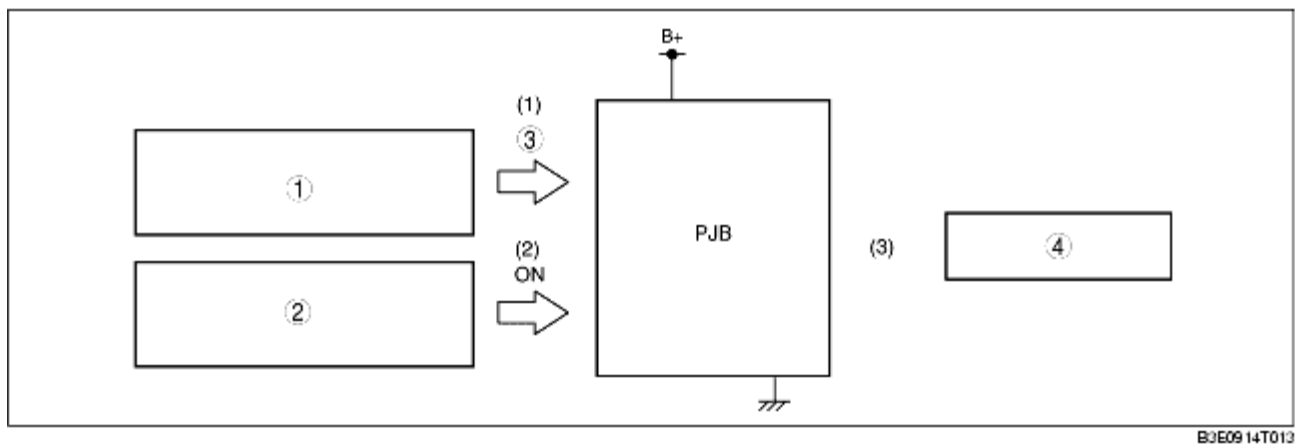 B+
(1)
③
①
PJB
(2)
ON
(3)
④
②
B3E0914T013